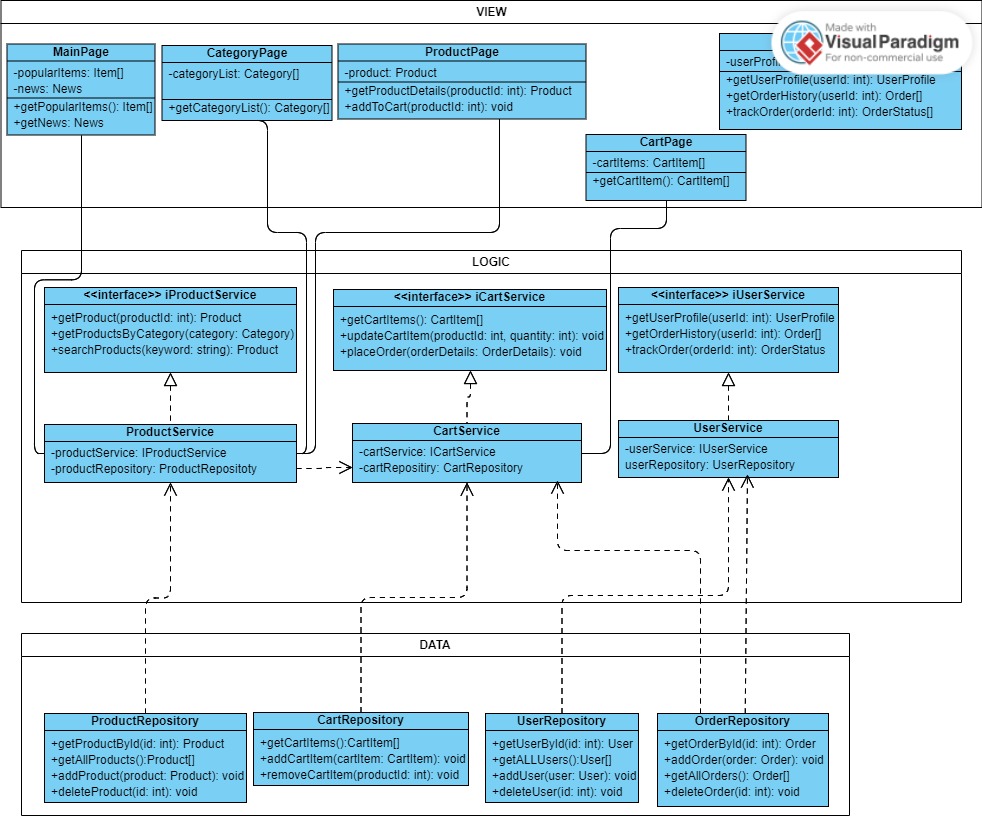 VIEW
Made with
Visual Paradigm
For non-commercial use
MainPage
-popularItems: Item[]
-news: News
+getPopularItems(): Item[]
+getNews: News
CategoryPage
-categoryList: Category[]
+getCategoryList(): Category[]
ProductPage
-product: Product
+getProductDetails(productId: int): Product
+addToCart(productId: int): void
+getUserProfile(userId: int): UserProfile
+getOrderHistory(userId: int): Order[]
+trackOrder(orderId: int): OrderStatus[]
CartPage
-cartItems: CartItem[]
+getCartItem(): CartItem[]
LOGIC
<<interface>> iProductService
+getProduct(productId: int): Product
+getProductsByCategory(category: Category)
+searchProducts(keyword: string): Product
<<interface>> iCartService
+getCartItems(): CartItem[]
+updateCartItem(productId: int, quantity: int): void
+placeOrder(orderDetails: OrderDetails): void
<<interface>> iUserService
+getUserProfile(userId: int): UserProfile
+getOrderHistory(userId: int): Order[]
+trackOrder(orderId: int): OrderStatus
ProductService
-productService: IProductService
-productRepository: ProductRepositoty
CartService
-cartService: ICartService
-cartRepositiry: CartRepository
UserService
-userService: IUserService
userRepository: UserRepository
DATA
ProductRepository
+getProductById(id: int): Product
+getAllProducts():Product[]
+addProduct(product: Product): void
+deleteProduct(id: int): void
CartRepository
+getCartItems():CartItem[]
+addCartItem(cartItem: CartItem): void
+removeCartItem(productId: int): void
UserRepository
+getUserById(id: int): User
+getALLUsers():User[]
+addUser(user: User): void
+deleteUser(id: int): void
OrderRepository
+getOrderById(id: int): Order
+addOrder(order: Order): void
+getAllOrders(): Order[]
+deleteOrder(id: int): void